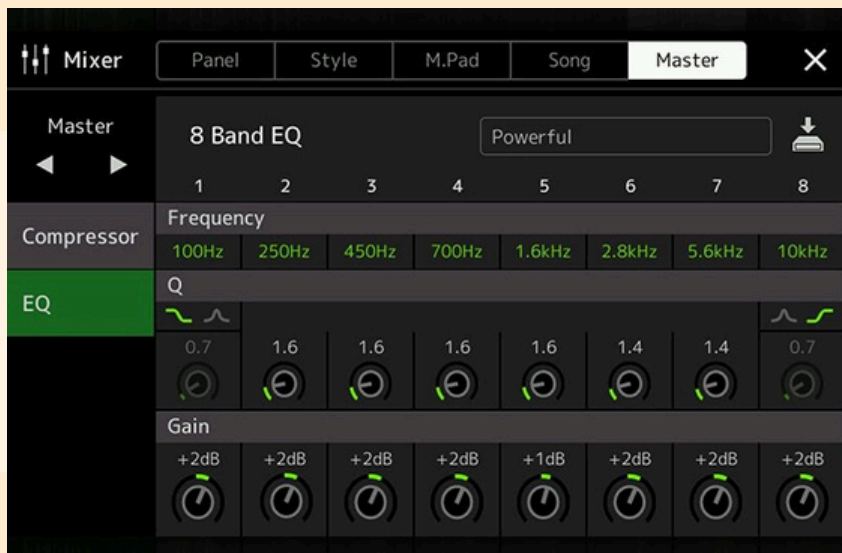 Mixer Panel Style M.Pad Song Master
Master
8 Band EQ Powerful
1 2 3 4 5 6 7 8
Compressor
Frequency
100Hz 250Hz 450Hz 700Hz 1.6kHz 2.8kHz 5.6kHz 10kHz
EQ
Q
0.7 1.6 1.6 1.6 1.6 1.4 1.4 0.7
Gain
+2dB +2dB +2dB +2dB +1dB +2dB +2dB +2dB